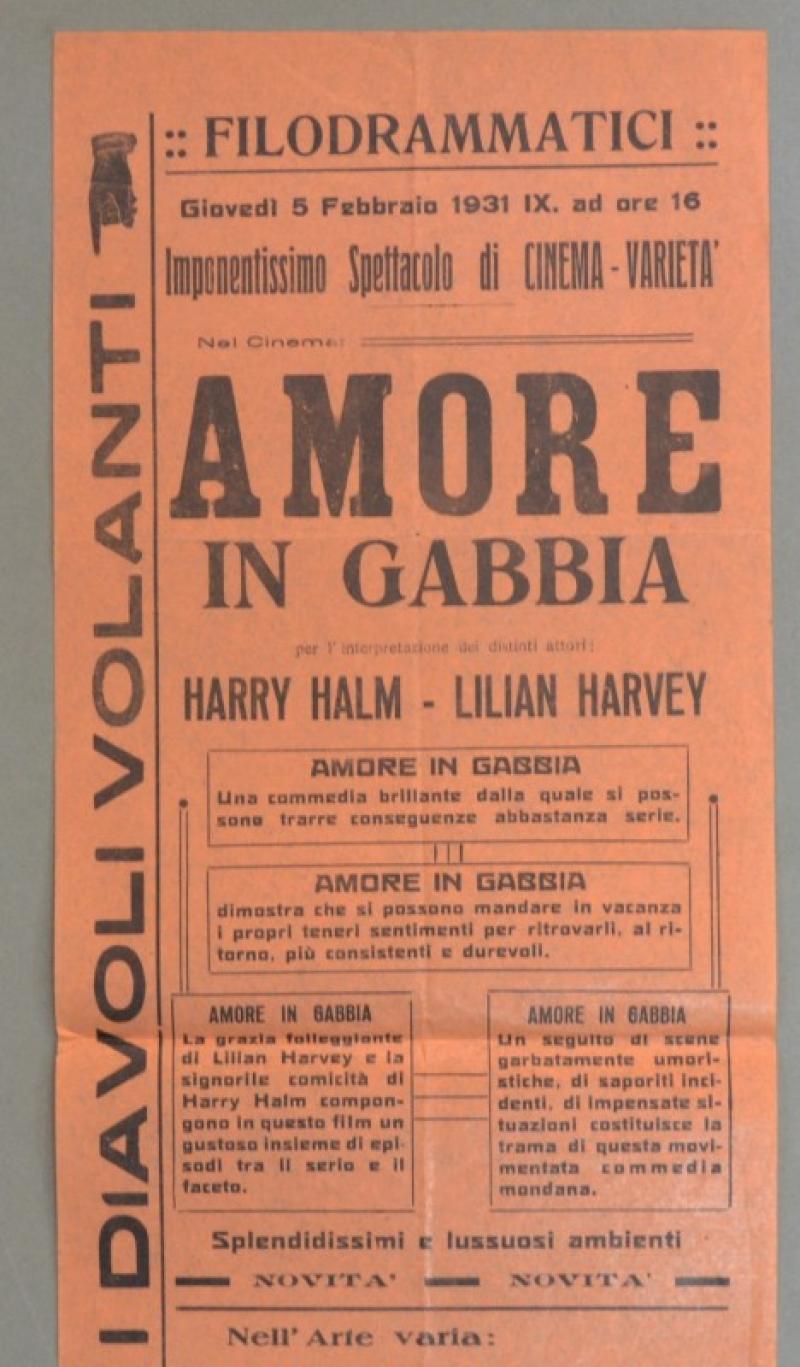 :: FILODRAMMATICI ::
Giovedì 5 Febbraio 1931 IX. ad ore 16
Imponentissimo Spettacolo di CINEMA - VARIETA'
Nel Cinema:
AMORE
IN GABBIA
per l'interpretazione dei distinti attori:
HARRY HALM - LILIAN HARVEY
AMORE IN GABBIA
Una commedia brillante dalla quale si pos-
sono trarre conseguenze abbastanza serie.
AMORE IN GABBIA
dimostra che si possono mandare in vacanza
i propri teneri sentimenti per ritrovarli, al ri-
torno, più consistenti e durevoli.
AMORE IN GABBIA
La grazia folleggiante
di Lilian Harvey e la
signorile comicità di
Harry Halm compon-
gono in questo film un
gustoso insieme di epi-
sodi tra il serio e il
faceto.
AMORE IN GABBIA
Un seguito di scene
garbatamente umori-
stiche, di saporiti inci-
denti, di impensate si-
tuazioni costituisce la
trama di questa movi-
mentata commedia
mondana.
Splendidissimi e lussuosi ambienti
NOVITA' NOVITA'
Nell'Arte varia:
I DIAVOLI VOLANTI